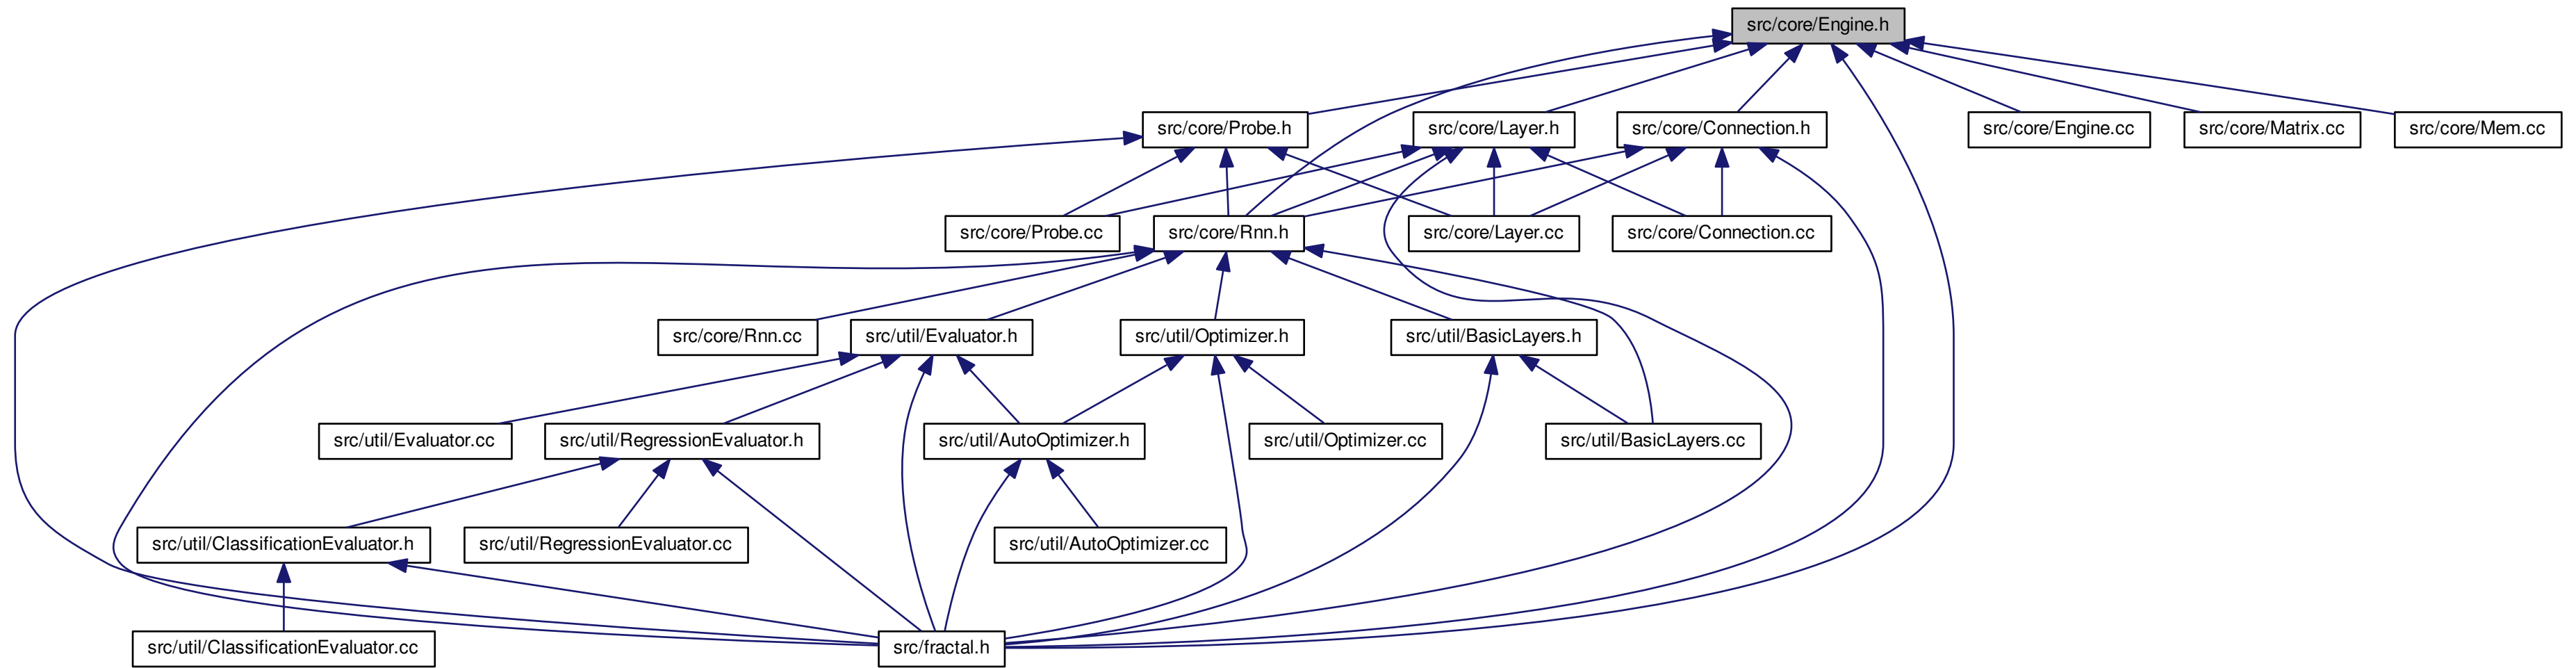 src/core/Engine.h
src/core/Probe.h
src/core/Layer.h
src/core/Connection.h
src/core/Engine.cc
src/core/Matrix.cc
src/core/Mem.cc
src/core/Probe.cc
src/core/Rnn.h
src/core/Layer.cc
src/core/Connection.cc
src/core/Rnn.cc
src/util/Evaluator.h
src/util/Optimizer.h
src/util/BasicLayers.h
src/util/Evaluator.cc
src/util/RegressionEvaluator.h
src/util/AutoOptimizer.h
src/util/Optimizer.cc
src/util/BasicLayers.cc
src/util/ClassificationEvaluator.h
src/util/RegressionEvaluator.cc
src/util/AutoOptimizer.cc
src/util/ClassificationEvaluator.cc
src/fractal.h